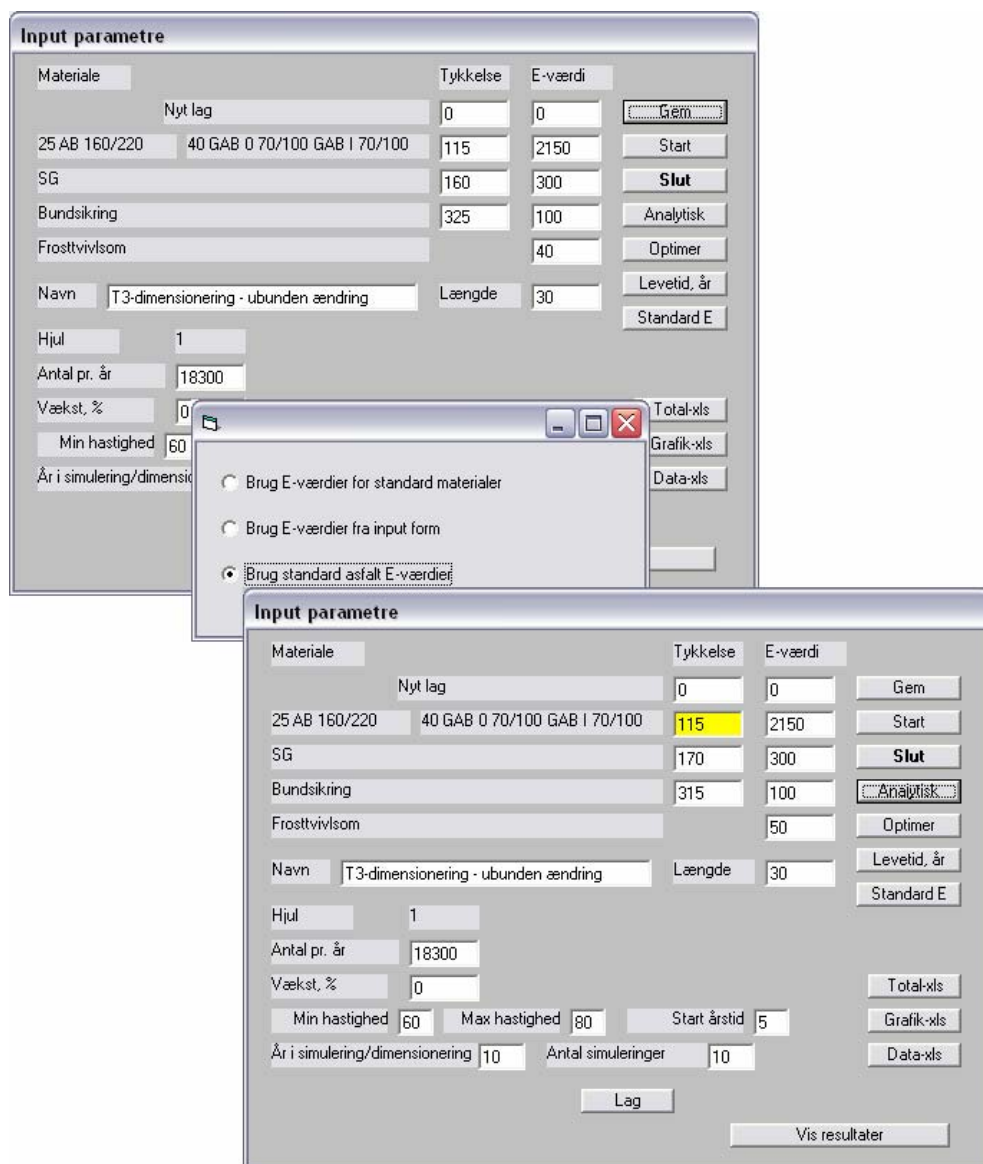 Input parametre
Materiale Tykkelse E-værdi
Nyt lag 0 0 Gem
25 AB 160/220 40 GAB 0 70/100 GAB I 70/100 115 2150 Start
SG 160 300 Slut
Bundsikring 325 100 Analytisk
Frosttvivlsom 40 Optimer
Levetid, år
Navn T3-dimensionering - ubunden ændring Længde 30
Standard E
Hjul 1
Antal pr. år 18300
Vækst, % 0 Total-xls
Min hastighed 60 Grafik-xls
År i simulering/dimensio Data-xls
Brug E-værdier for standard materialer
Brug E-værdier fra input form
Brug standard asfalt E-værdier
Input parametre
Materiale Tykkelse E-værdi
Nyt lag 0 0 Gem
25 AB 160/220 40 GAB 0 70/100 GAB I 70/100 115 2150 Start
SG 170 300 Slut
Bundsikring 315 100 Analytisk
Frosttvivlsom 50 Optimer
Levetid, år
Navn T3-dimensionering - ubunden ændring Længde 30
Standard E
Hjul 1
Antal pr. år 18300
Vækst, % 0 Total-xls
Min hastighed 60 Max hastighed 80 Start årstid 5 Grafik-xls
År i simulering/dimensionering 10 Antal simuleringer 10 Data-xls
Lag
Vis resultater